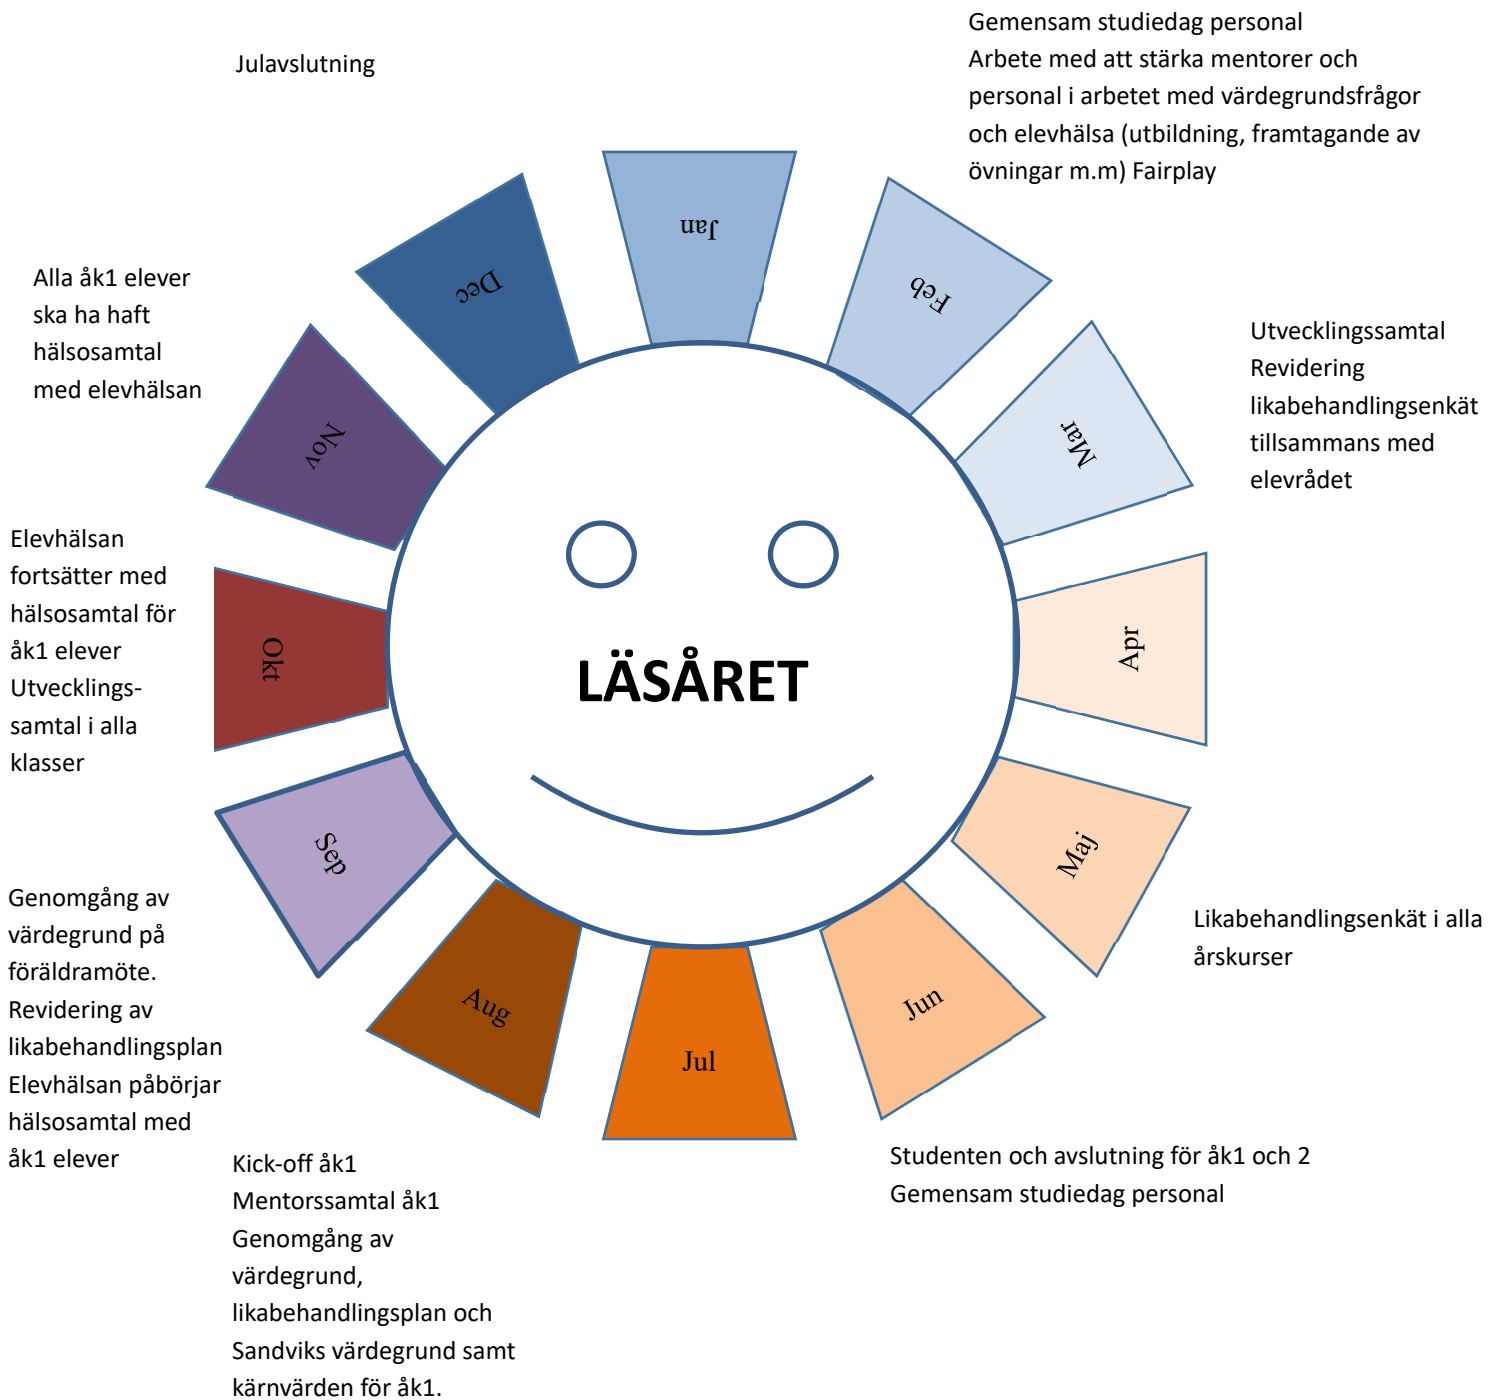 Julavslutning
Gemensam studiedag personal
Arbete med att stärka mentorer och
personal i arbetet med värdegrundsfrågor
och elevhälsa (utbildning, framtagande av
övningar m.m) Fairplay
Jan
Feb
Mar
Apr
Maj
Jun
Jul
Aug
Sep
Okt
Nov
Dec
LÄSÅRET
Utvecklingssamtal
Revidering
likabehandlingsenkät
tillsammans med
elevrådet
Likabehandlingsenkät i alla
årskurser
Studenten och avslutning för åk1 och 2
Gemensam studiedag personal
Kick-off åk1
Mentorssamtal åk1
Genomgång av
värdegrund,
likabehandlingsplan och
Sandviks värdegrund samt
kärnvärden för åk1.
Genomgång av
värdegrund på
föräldramöte.
Revidering av
likabehandlingsplan
Elevhälsan påbörjar
hälsosamtal med
åk1 elever
Elevhälsan
fortsätter med
hälsosamtal för
åk1 elever
Utvecklings-
samtal i alla
klasser
Alla åk1 elever
ska ha haft
hälsosamtal
med elevhälsan